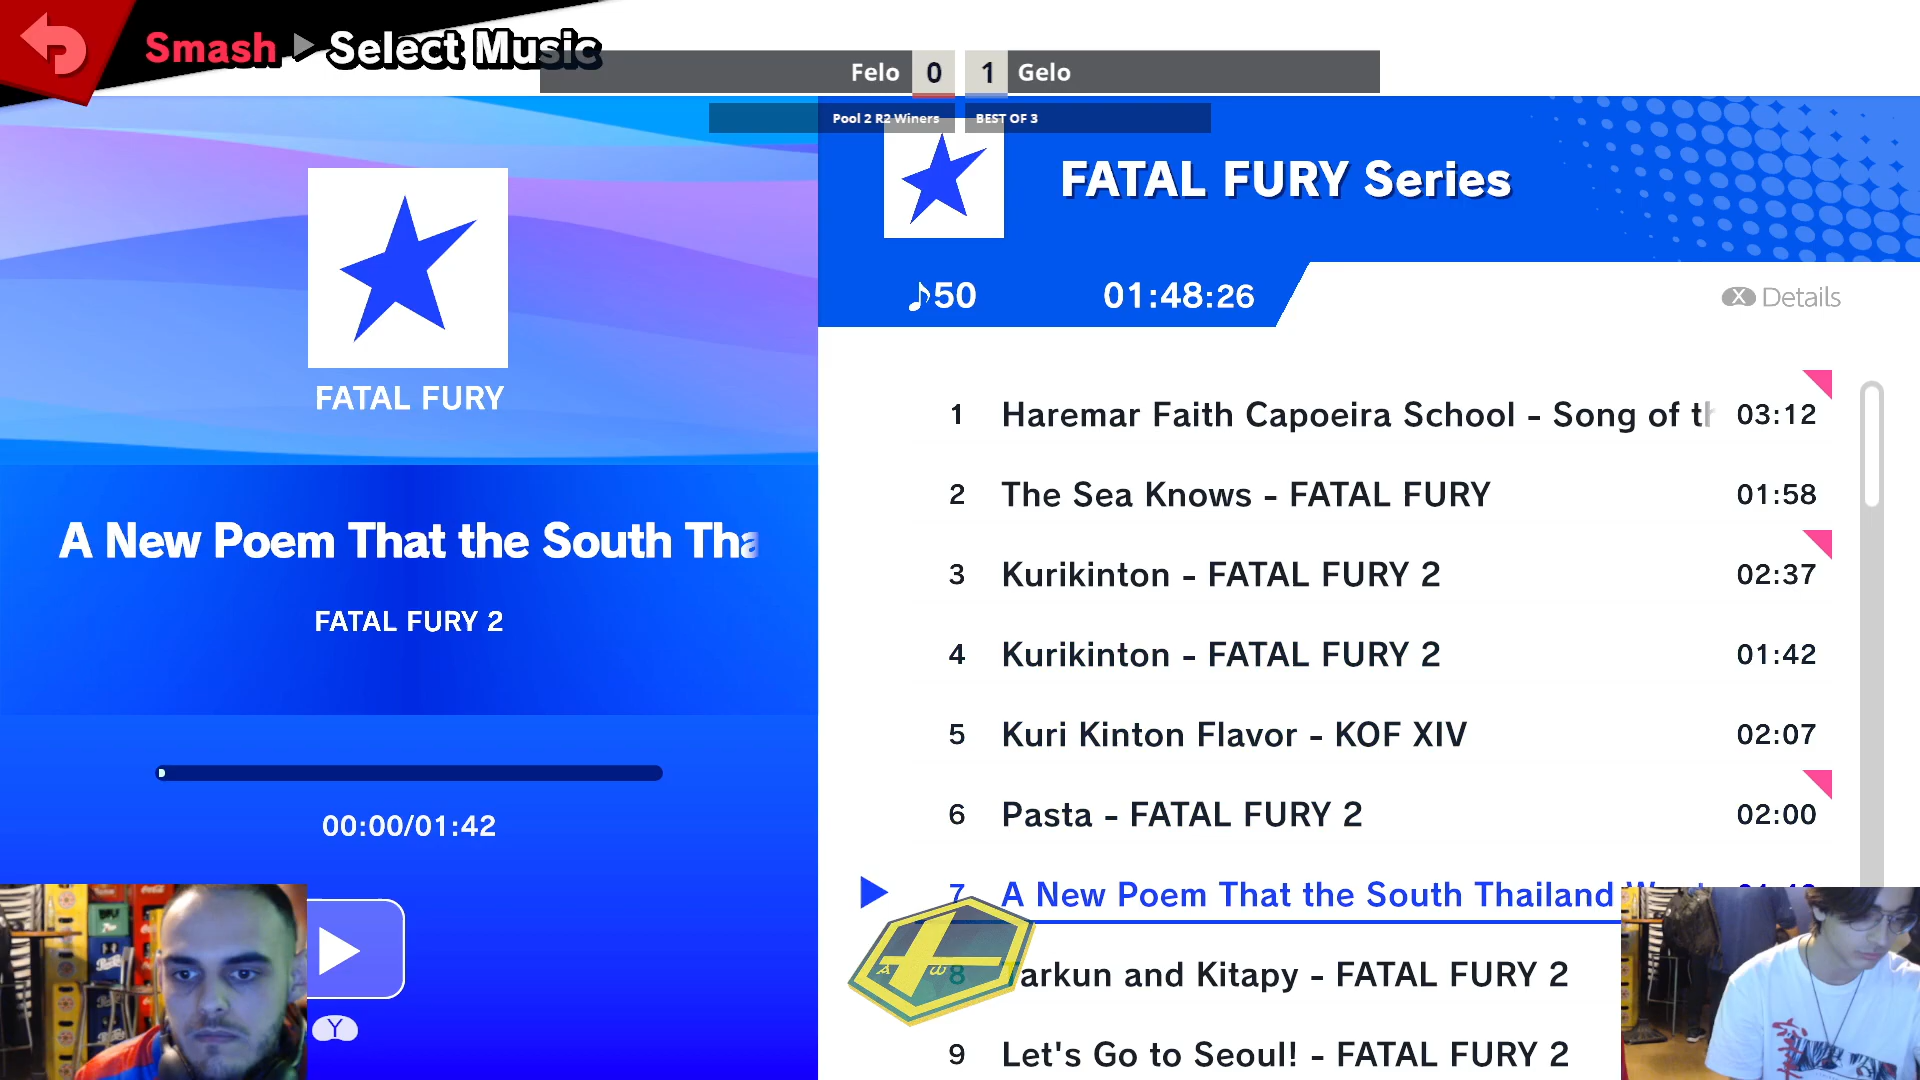 Smash
Select Music
Felo 0 1 Gelo
Pool 2 R2 Winers BEST OF 3
FATAL FURY Series
♪50 01:48:26
X Details
FATAL FURY
A New Poem That the South Tha
FATAL FURY 2
00:00/01:42
Y
1 Haremar Faith Capoeira School - Song of th 03:12
2 The Sea Knows - FATAL FURY 01:58
3 Kurikinton - FATAL FURY 2 02:37
4 Kurikinton - FATAL FURY 2 01:42
5 Kuri Kinton Flavor - KOF XIV 02:07
6 Pasta - FATAL FURY 2 02:00
7 A New Poem That the South Thailand
8 arkun and Kitapy - FATAL FURY 2
9 Let's Go to Seoul! - FATAL FURY 2